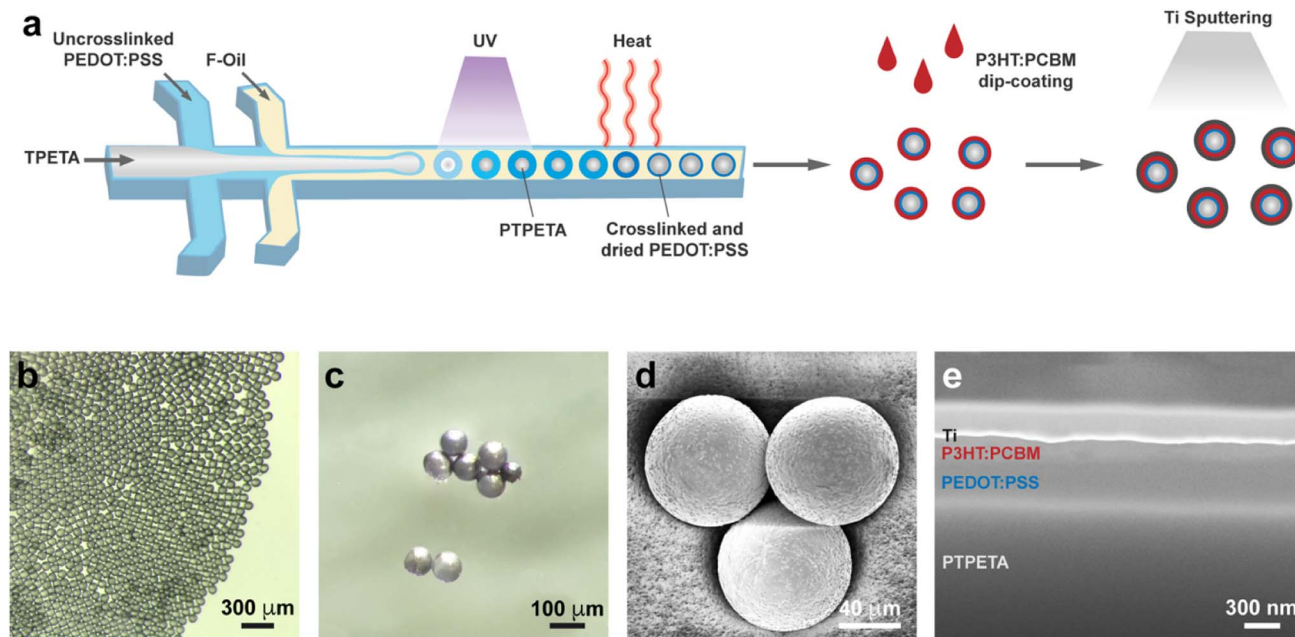 a
Uncrosslinked
PEDOT:PSS
F-Oil
UV
Heat
P3HT:PCBM
dip-coating
Ti Sputtering
TPETA
PTPETA
Crosslinked and
dried PEDOT:PSS
b
300 μm
c
100 μm
d
40 μm
e
Ti
P3HT:PCBM
PEDOT:PSS
PTPETA
300 nm